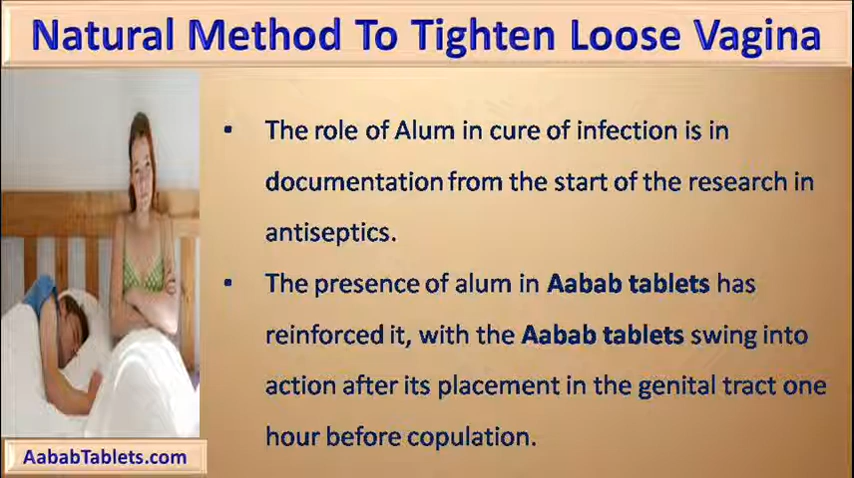 Natural Method To Tighten Loose Vagina
▪ The role of Alum in cure of infection is in
documentation from the start of the research in
antiseptics.
▪ The presence of alum in Aabab tablets has
reinforced it, with the Aabab tablets swing into
action after its placement in the genital tract one
hour before copulation.
AababTablets.com